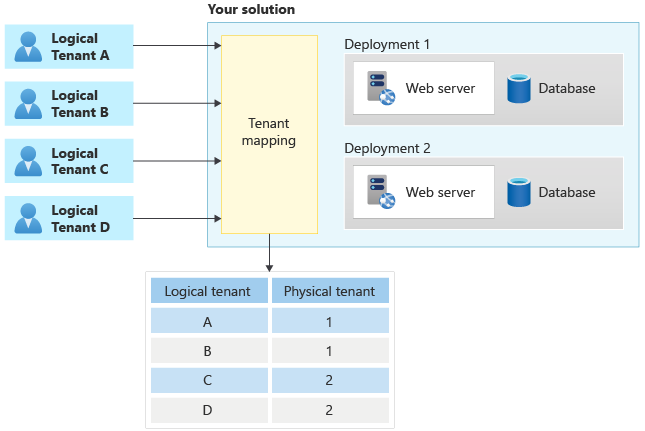 Your solution
Logical
Tenant A
Logical
Tenant B
Logical
Tenant C
Logical
Tenant D
Tenant
mapping
Deployment 1
Web server
Database
Deployment 2
Web server
Database
Logical tenant Physical tenant
A 1
B 1
C 2
D 2